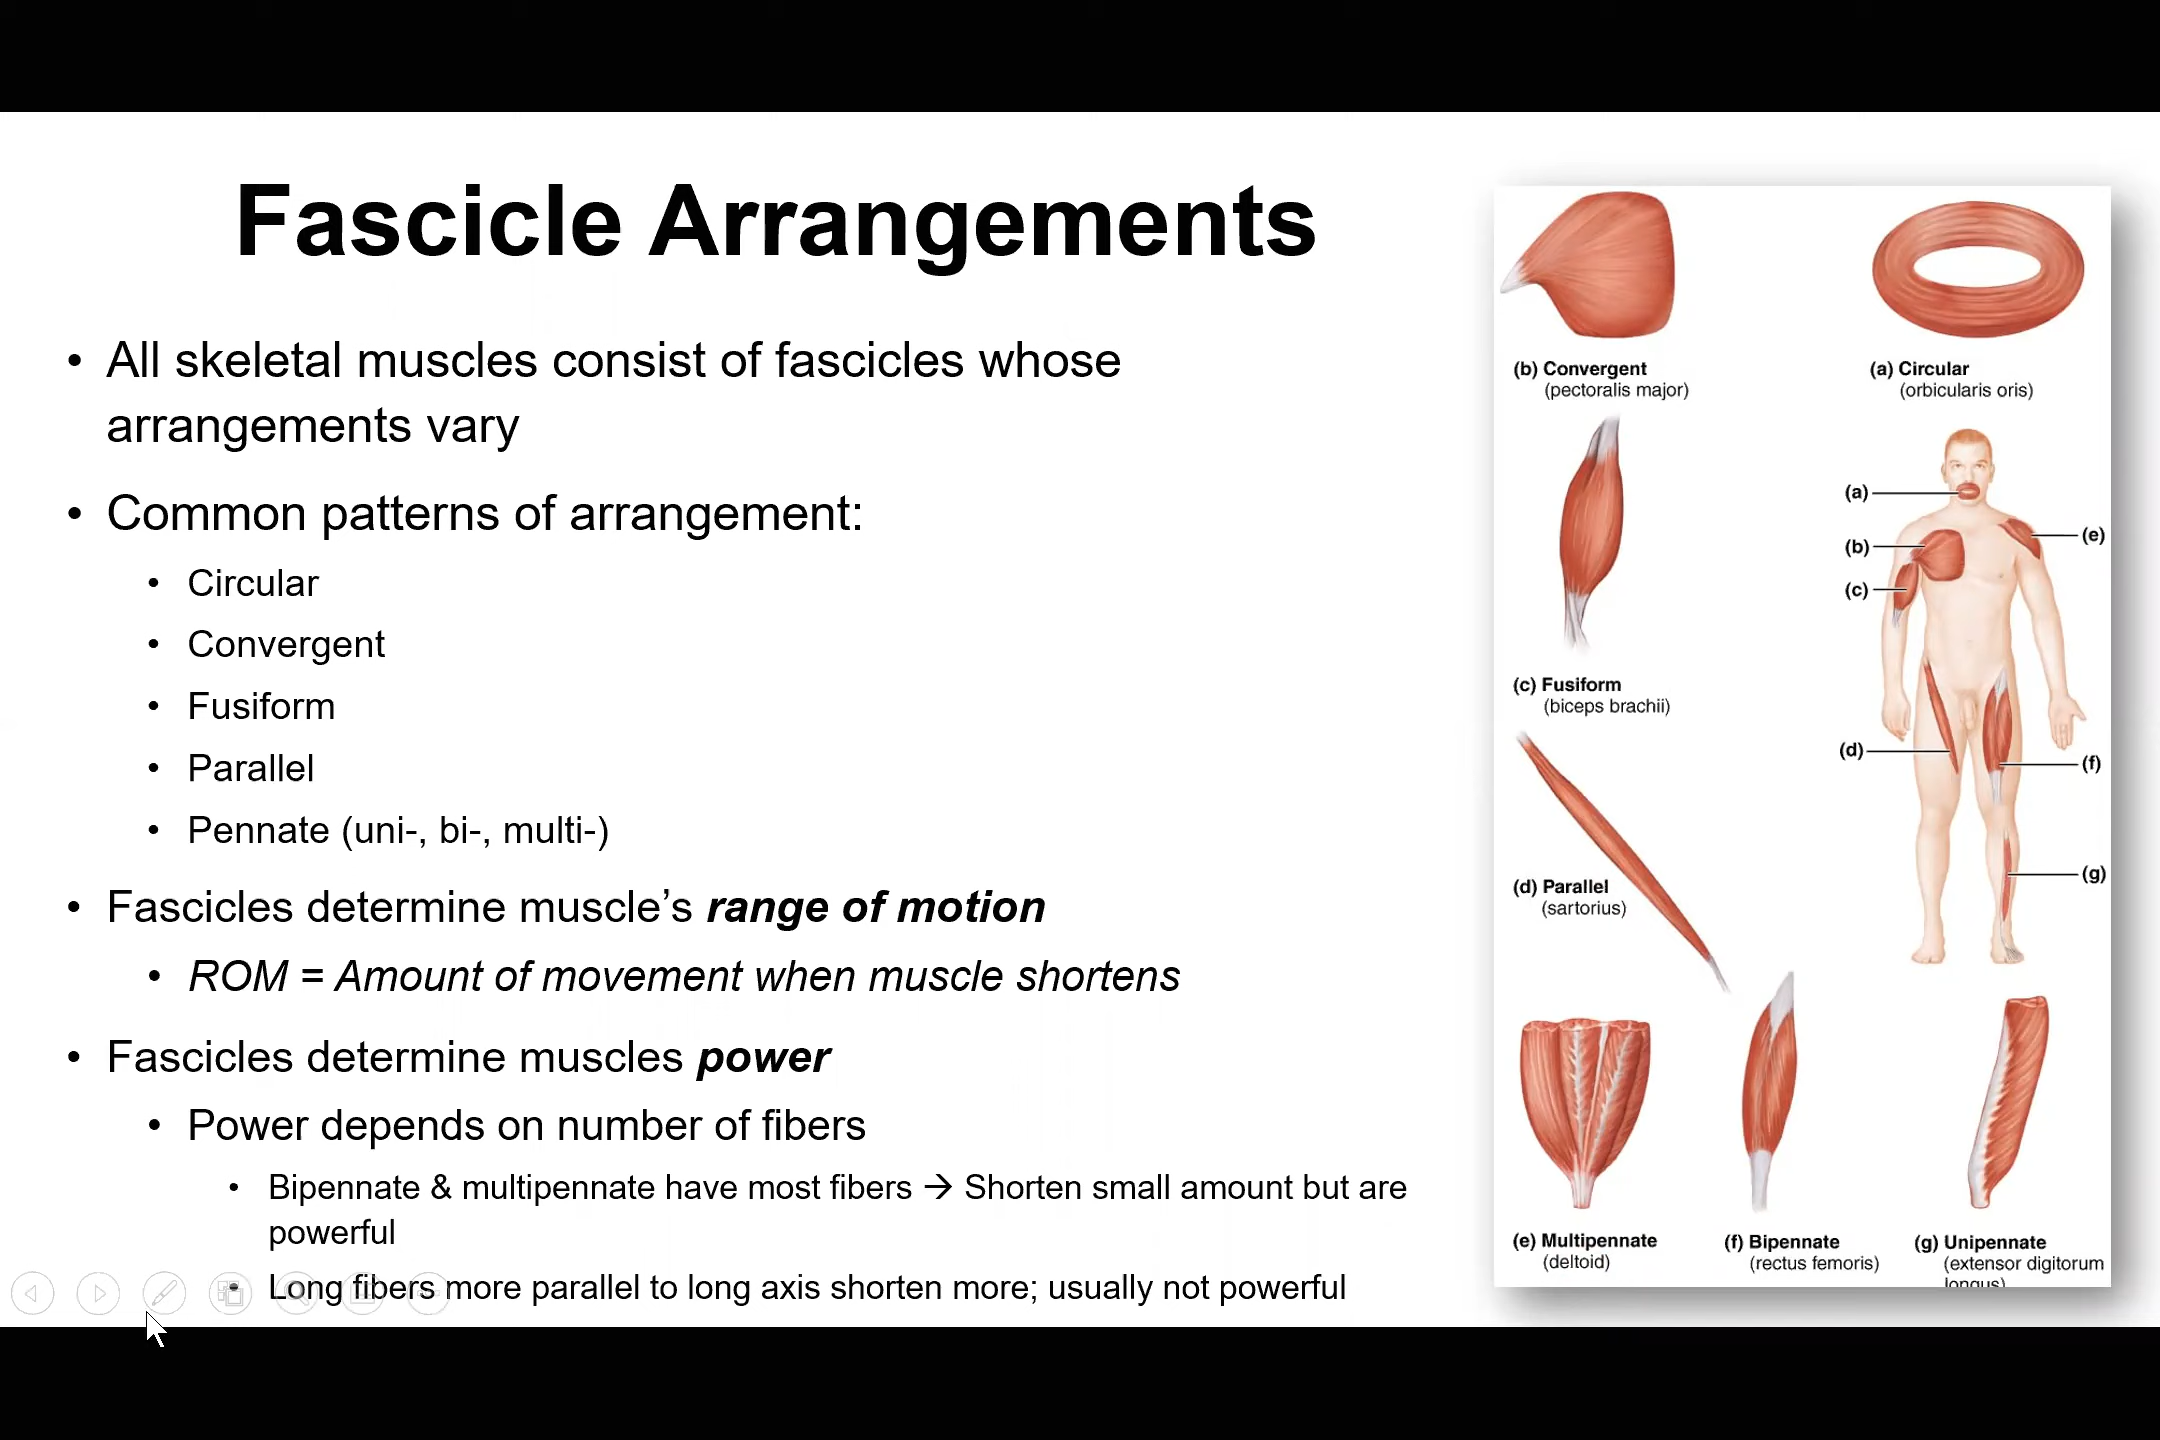 Fascicle Arrangements
• All skeletal muscles consist of fascicles whose
arrangements vary
• Common patterns of arrangement:
• Circular
• Convergent
• Fusiform
• Parallel
• Pennate (uni-, bi-, multi-)
• Fascicles determine muscle’s range of motion
• ROM = Amount of movement when muscle shortens
• Fascicles determine muscles power
• Power depends on number of fibers
• Bipennate & multipennate have most fibers → Shorten small amount but are
powerful
• Long fibers more parallel to long axis shorten more; usually not powerful
(b) Convergent
(pectoralis major)
(a) Circular
(orbicularis oris)
(c) Fusiform
(biceps brachii)
(a)
(b)
(c)
(e)
(d)
(f)
(g)
(d) Parallel
(sartorius)
(e) Multipennate
(deltoid)
(f) Bipennate
(rectus femoris)
(g) Unipennate
(extensor digitorum
longus)